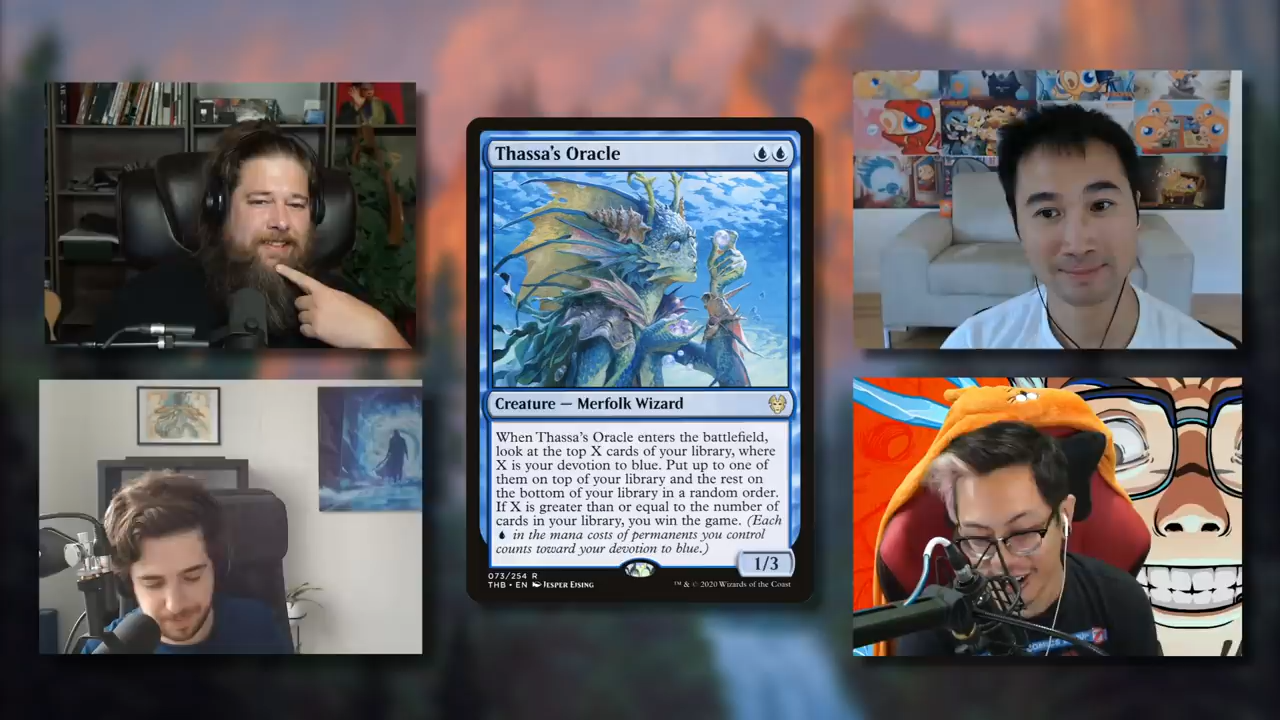 Thassa's Oracle
Creature — Merfolk Wizard
When Thassa's Oracle enters the battlefield,
look at the top X cards of your library, where
X is your devotion to blue. Put up to one of
them on top of your library and the rest on
the bottom of your library in a random order.
If X is greater than or equal to the number of
cards in your library, you win the game. (Each
in the mana costs of permanents you control
counts toward your devotion to blue.)
1/3
073/254 R
THB • EN JESPER EJSING
™ & © 2020 Wizards of the Coast